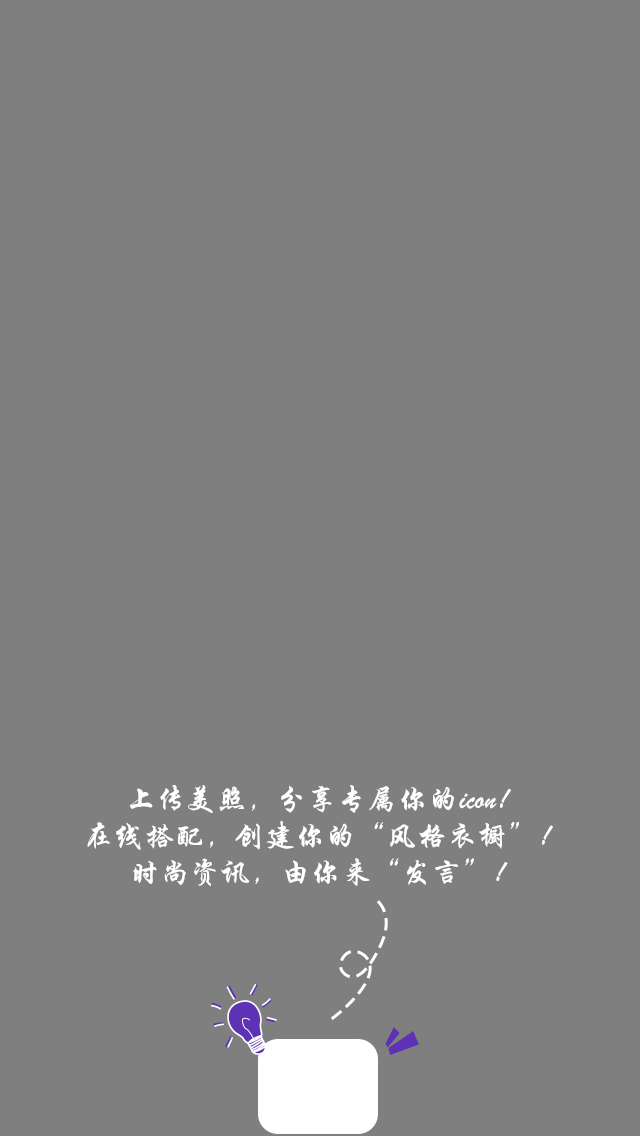 上传美照，分享专属你的icon！
在线搭配，创建你的“风格衣橱”！
时尚资讯，由你来“发言”！